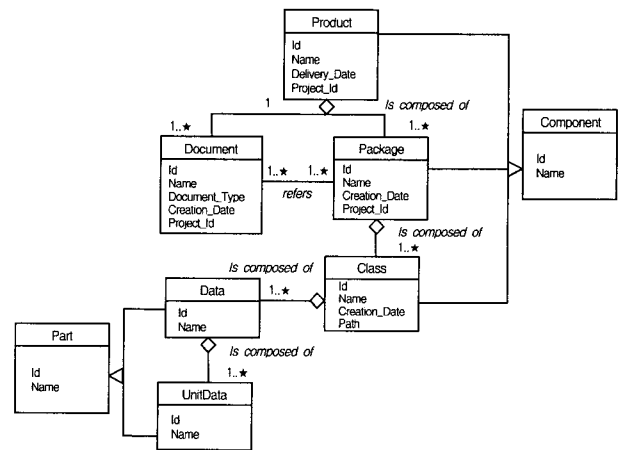 Product
Id
Name
Delivery_Date
Project_Id
1
Is composed of
1..★
1..★
Component
Id
Name
Document
Id
Name
Document_Type
Creation_Date
Project_Id
1..★
1..★
refers
Package
Id
Name
Creation_Date
Project_Id
Is composed of
1..★
Class
Id
Name
Creation_Date
Path
Is composed of
1..★
Data
Id
Name
Is composed of
1..★
Part
Id
Name
UnitData
Id
Name